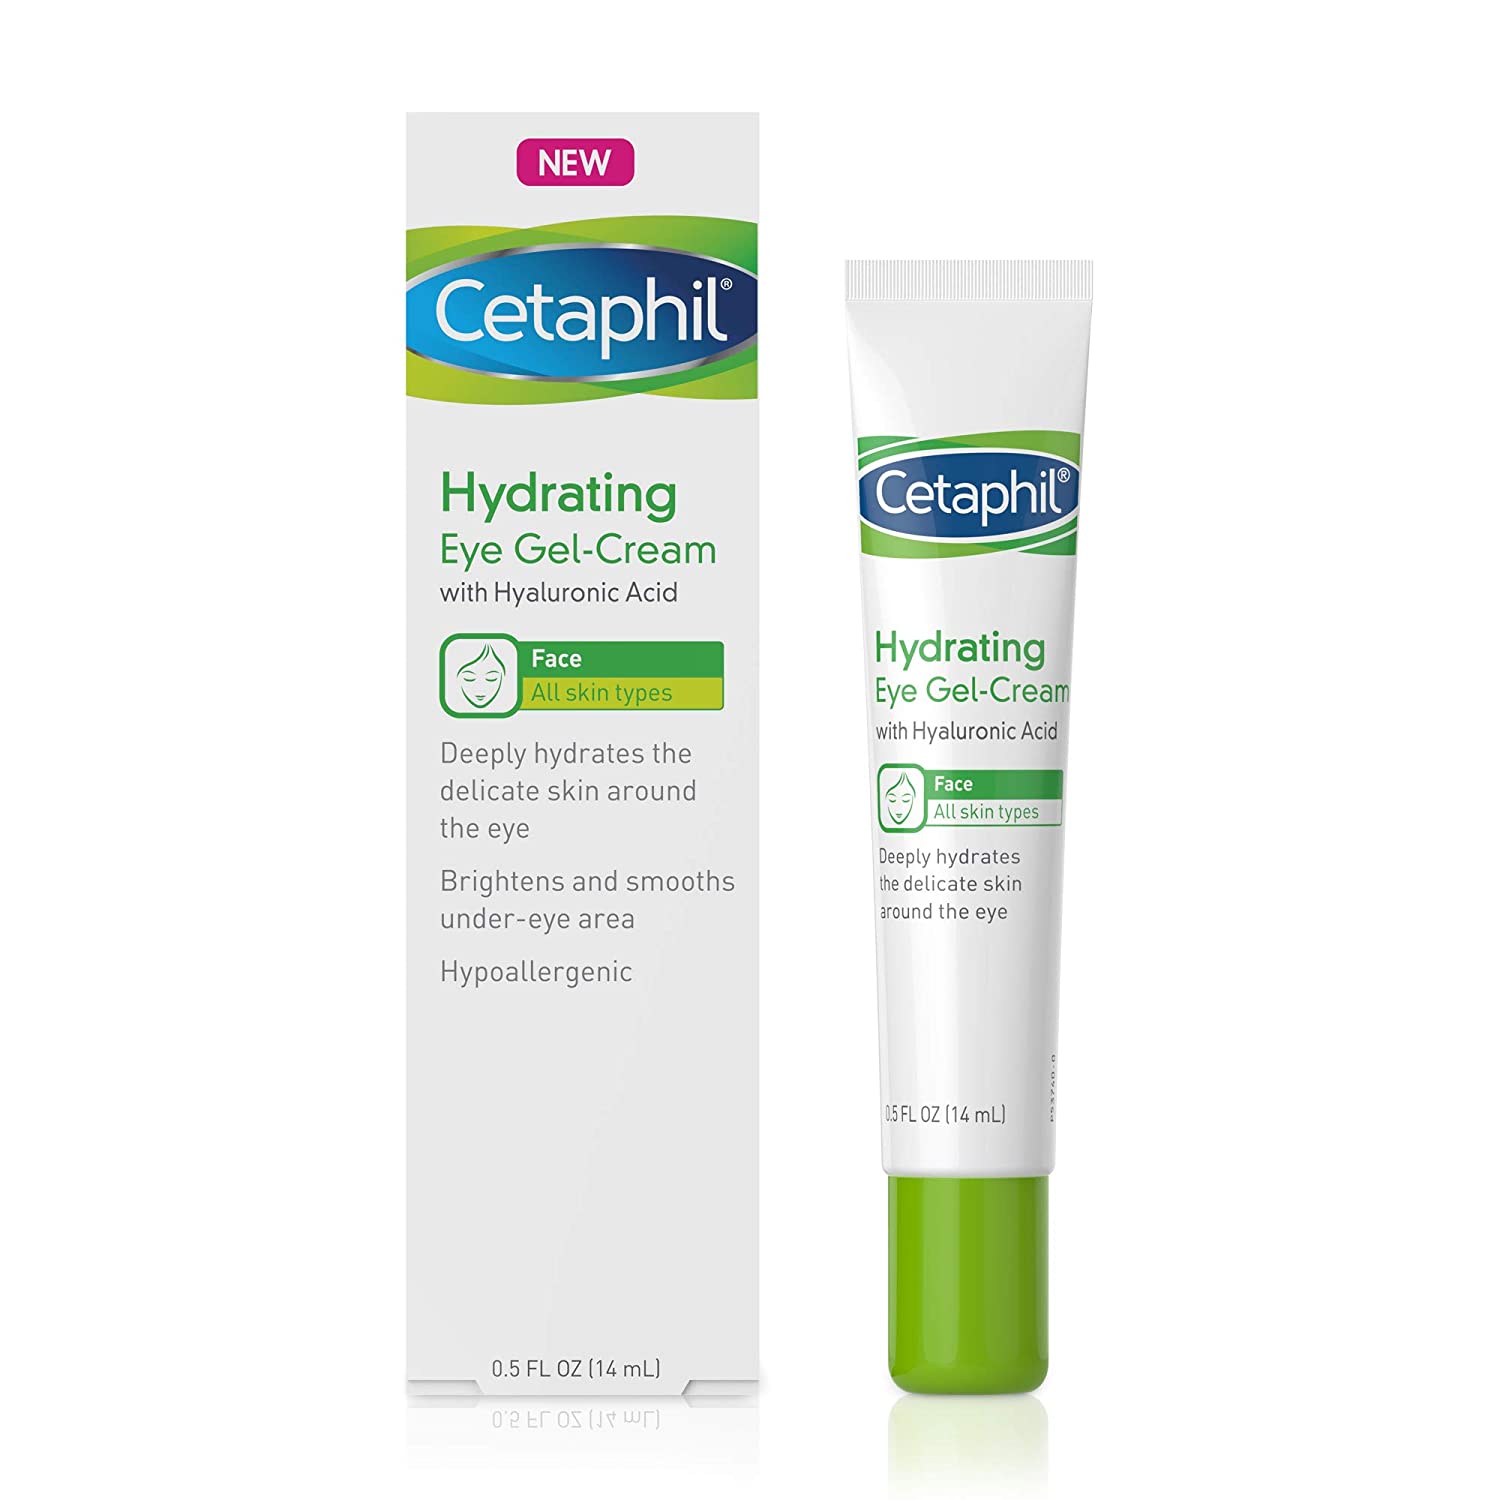 NEW
Cetaphil®
Hydrating
Eye Gel-Cream
with Hyaluronic Acid
Face
All skin types
Deeply hydrates the
delicate skin around
the eye
Brightens and smooths
under-eye area
Hypoallergenic
0.5 FL OZ (14 mL)
Cetaphil®
Hydrating
Eye Gel-Cream
with Hyaluronic Acid
Face
All skin types
Deeply hydrates
the delicate skin
around the eye
0.5 FL OZ (14 mL)
P53740-0